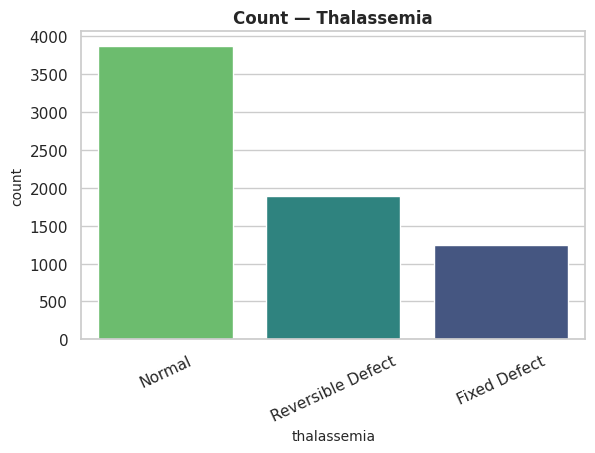 Count — Thalassemia
count
4000
3500
3000
2500
2000
1500
1000
500
0
Normal
Reversible Defect
Fixed Defect
thalassemia